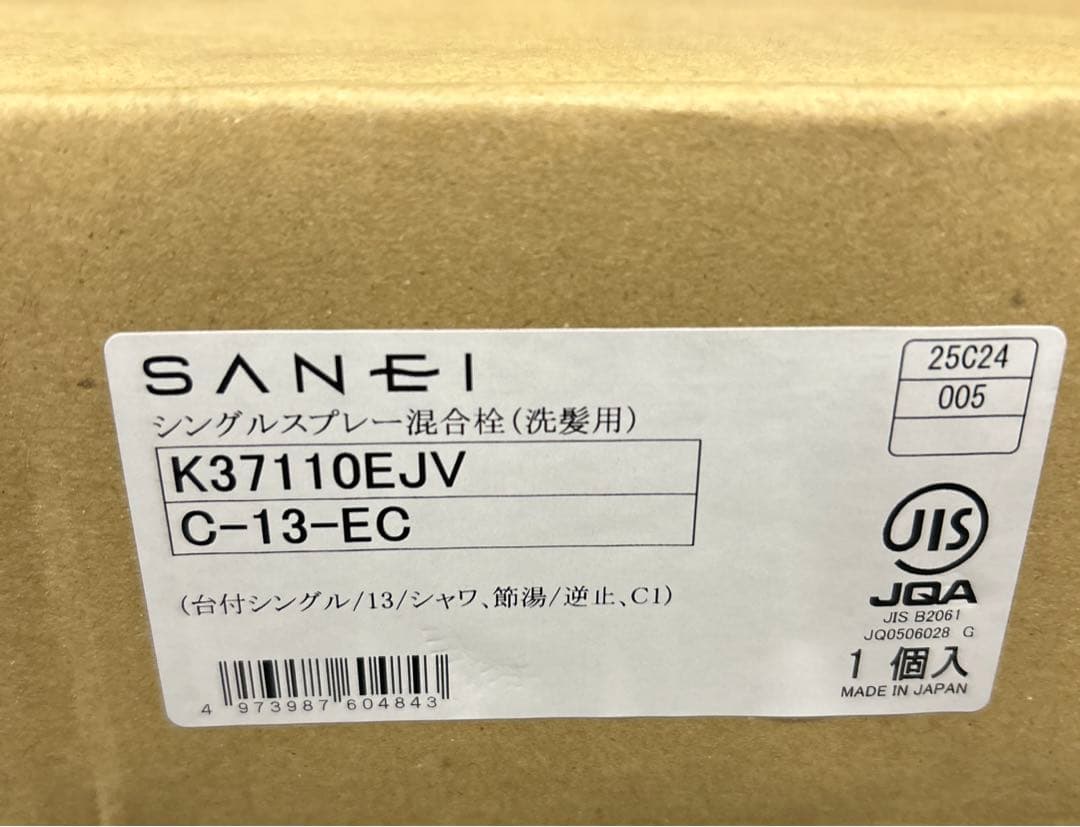 SANEI
シングルスプレー混合栓(洗髪用)
K37110EJV
C-13-EC
(台付シングル/13/シャワ、節湯/逆止、C1)
4 973987 604843
25C24
005
JIS
JQA
JIS B2061
JQ0506028 G
1 個入
MADE IN JAPAN